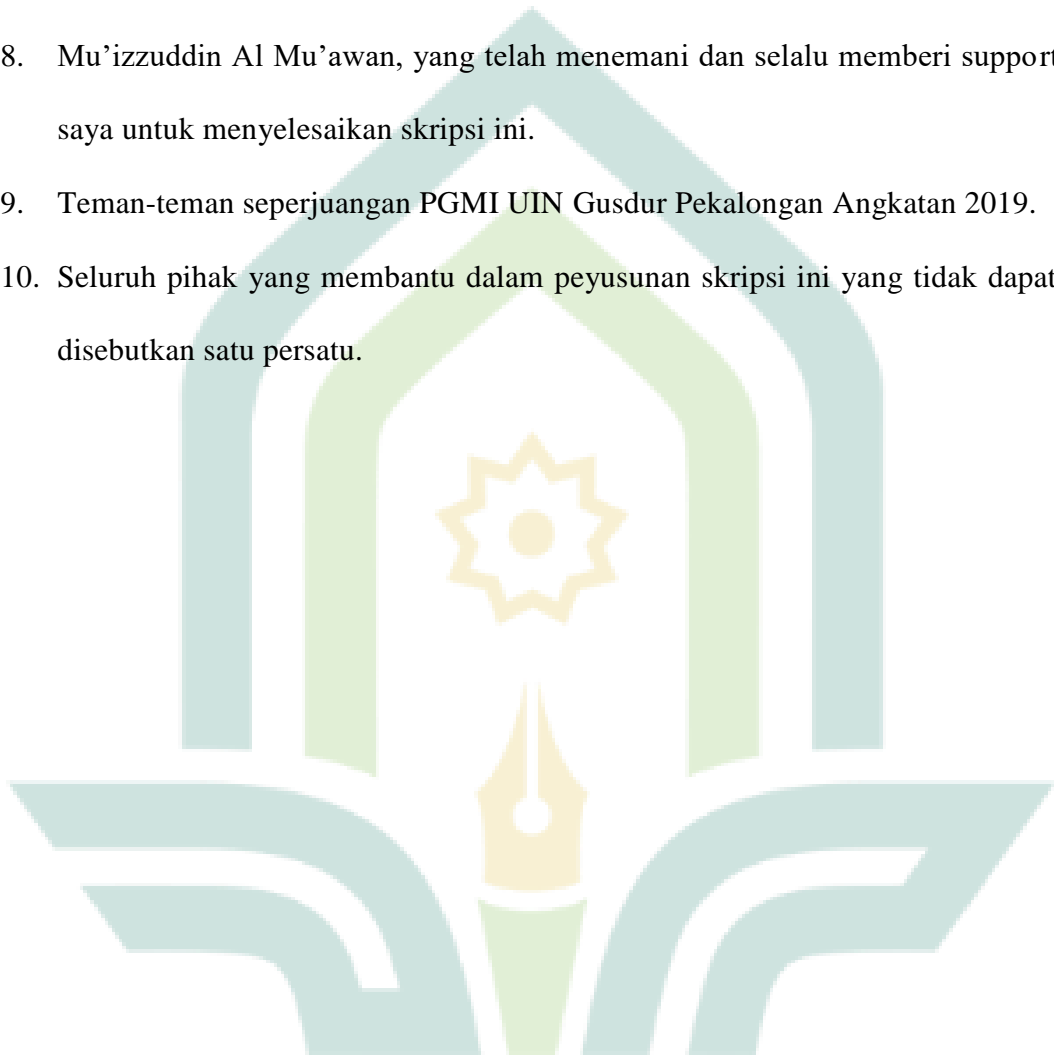 8. Mu’izzuddin Al Mu’awan, yang telah menemani dan selalu memberi support
saya untuk menyelesaikan skripsi ini.
9. Teman-teman seperjuangan PGMI UIN Gusdur Pekalongan Angkatan 2019.
10. Seluruh pihak yang membantu dalam peyusunan skripsi ini yang tidak dapat
disebutkan satu persatu.